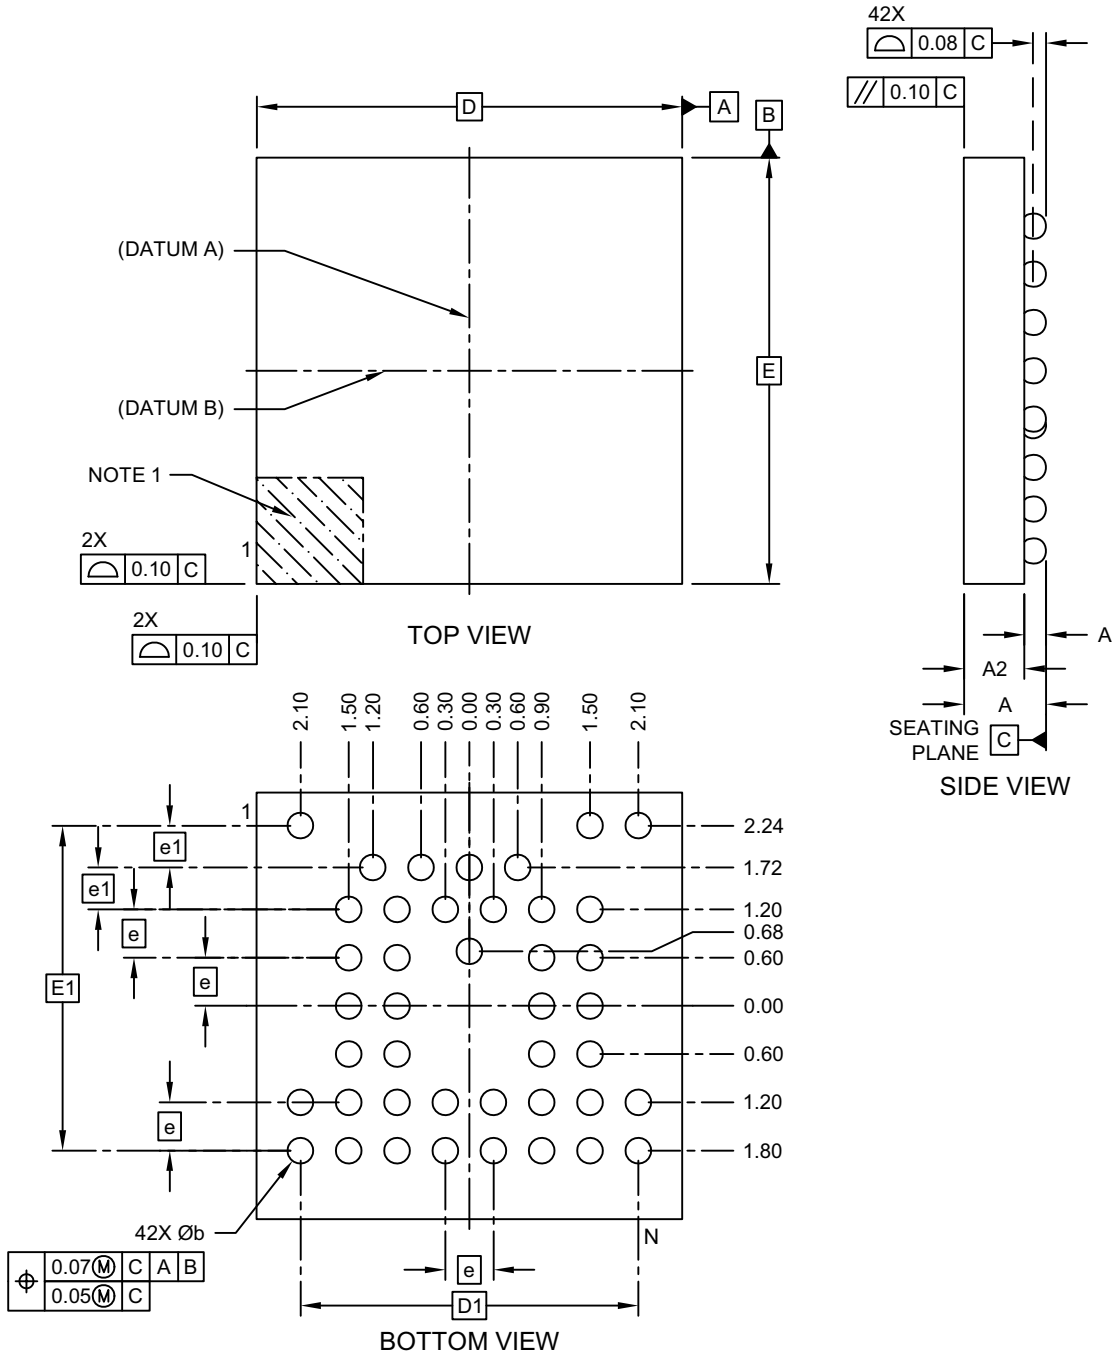 42X
0.08 C
// 0.10 C
D
A
B
(DATUM A)
E
(DATUM B)
NOTE 1
2X
1
0.10 C
2X
0.10 C
TOP VIEW
A
A2
A
SEATING
PLANE
C
SIDE VIEW
2.10
1.50
1.20
0.60
0.30
0.00
0.30
0.60
0.90
1.50
2.10
1
2.24
e1
1.72
e1
1.20
e
0.68
0.60
e
E1
0.00
0.60
1.20
e
1.80
42X Øb
N
0.07Ⓜ C A B
0.05Ⓜ C
e
D1
BOTTOM VIEW